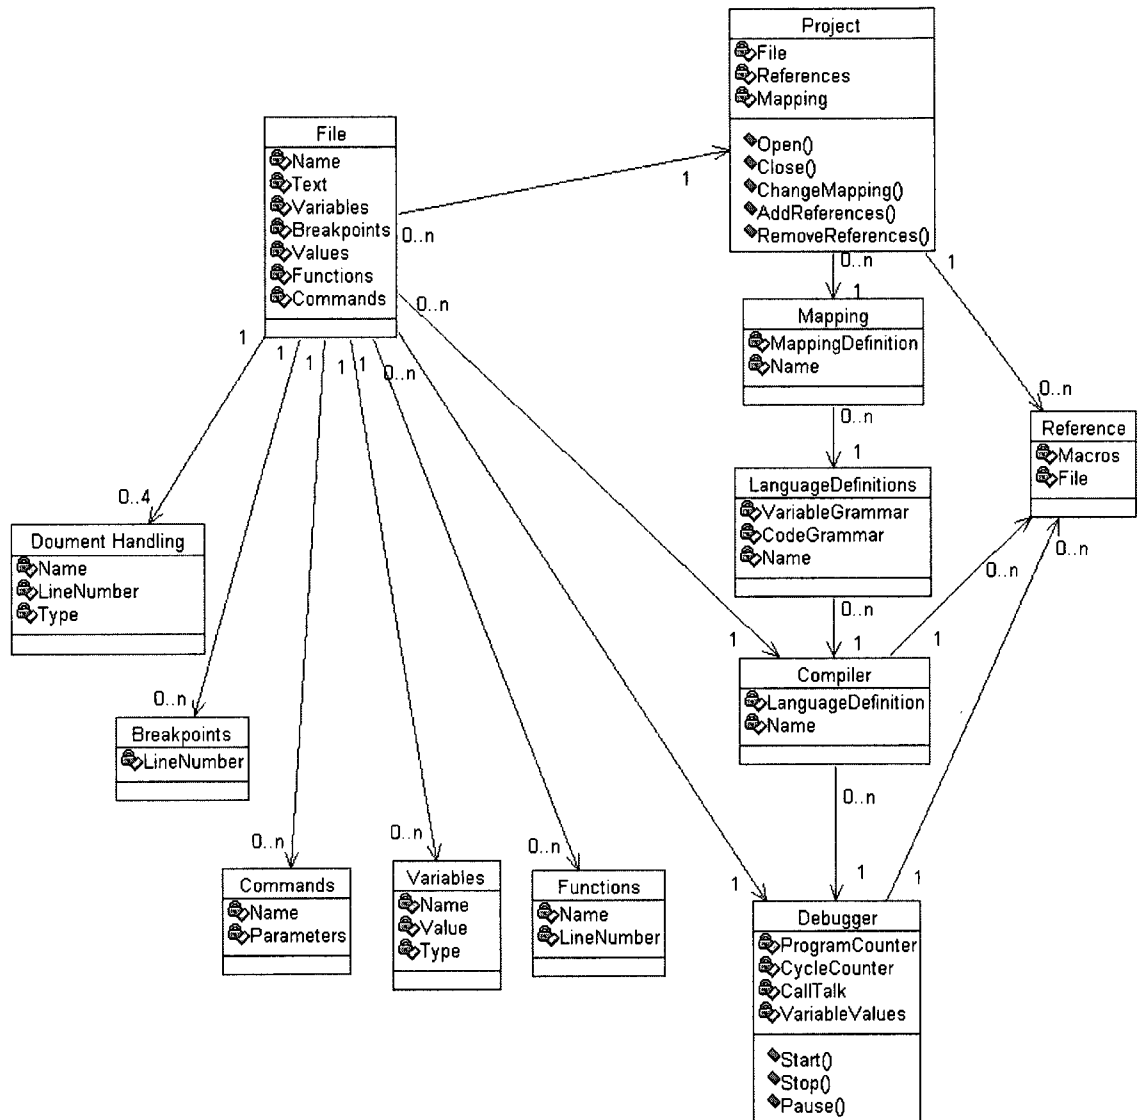 Project
File
References
Mapping
Open()
Close()
ChangeMapping()
AddReferences()
RemoveReferences()
File
Name
Text
Variables
Breakpoints
Values
Functions
Commands
1
0..n
0..n
1
0..n
1
1
1
1
1
0..n
Mapping
MappingDefinition
Name
0..n
1
0..n
Reference
Macros
File
LanguageDefinitions
VariableGrammar
CodeGrammar
Name
0..4
Doument Handling
Name
LineNumber
Type
0..n
0..n
0..n
1
1
1
Compiler
LanguageDefinition
Name
0..n
Breakpoints
LineNumber
0..n
0..n
0..n
0..n
1
1
1
Commands
Name
Parameters
Variables
Name
Value
Type
Functions
Name
LineNumber
Debugger
ProgramCounter
CycleCounter
CallTalk
VariableValues
Start()
Stop()
Pause()